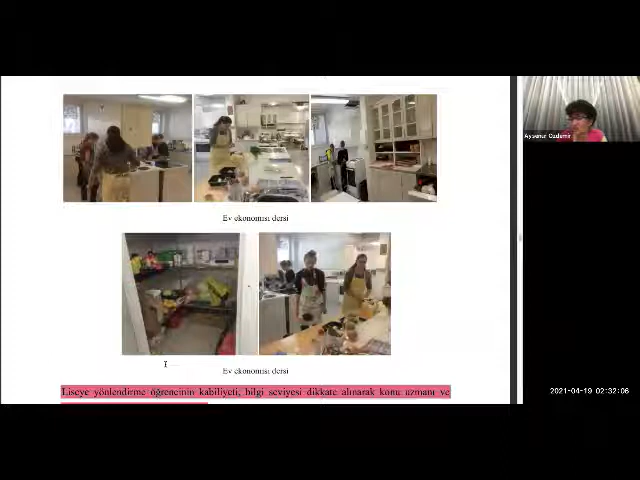 Aysenur Ozdemir
Ev ekonomisi dersi
Ev ekonomisi dersi
2021-04-19 02:32:06
Liseye yönlendirme öğrencinin kabiliyeti, bilgi seviyesi dikkate alınarak konu uzmanı ve